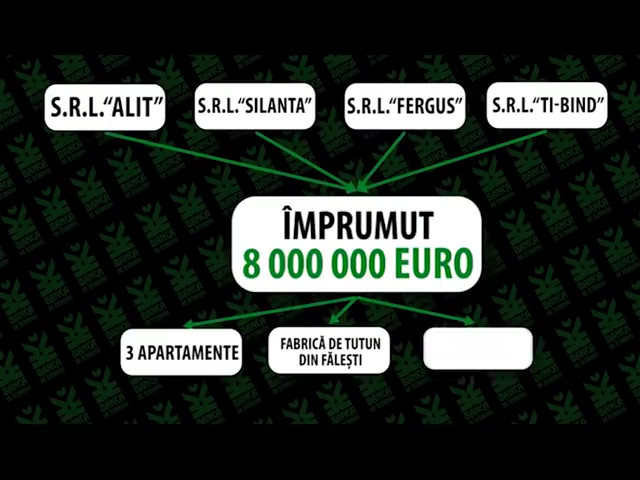 S.R.L.“ALIT”
S.R.L.“SILANTA”
S.R.L.“FERGUS”
S.R.L.“TI-BIND”
ÎMPRUMUT
8 000 000 EURO
3 APARTAMENTE
FABRICĂ DE TUTUN
DIN FĂLEȘTI